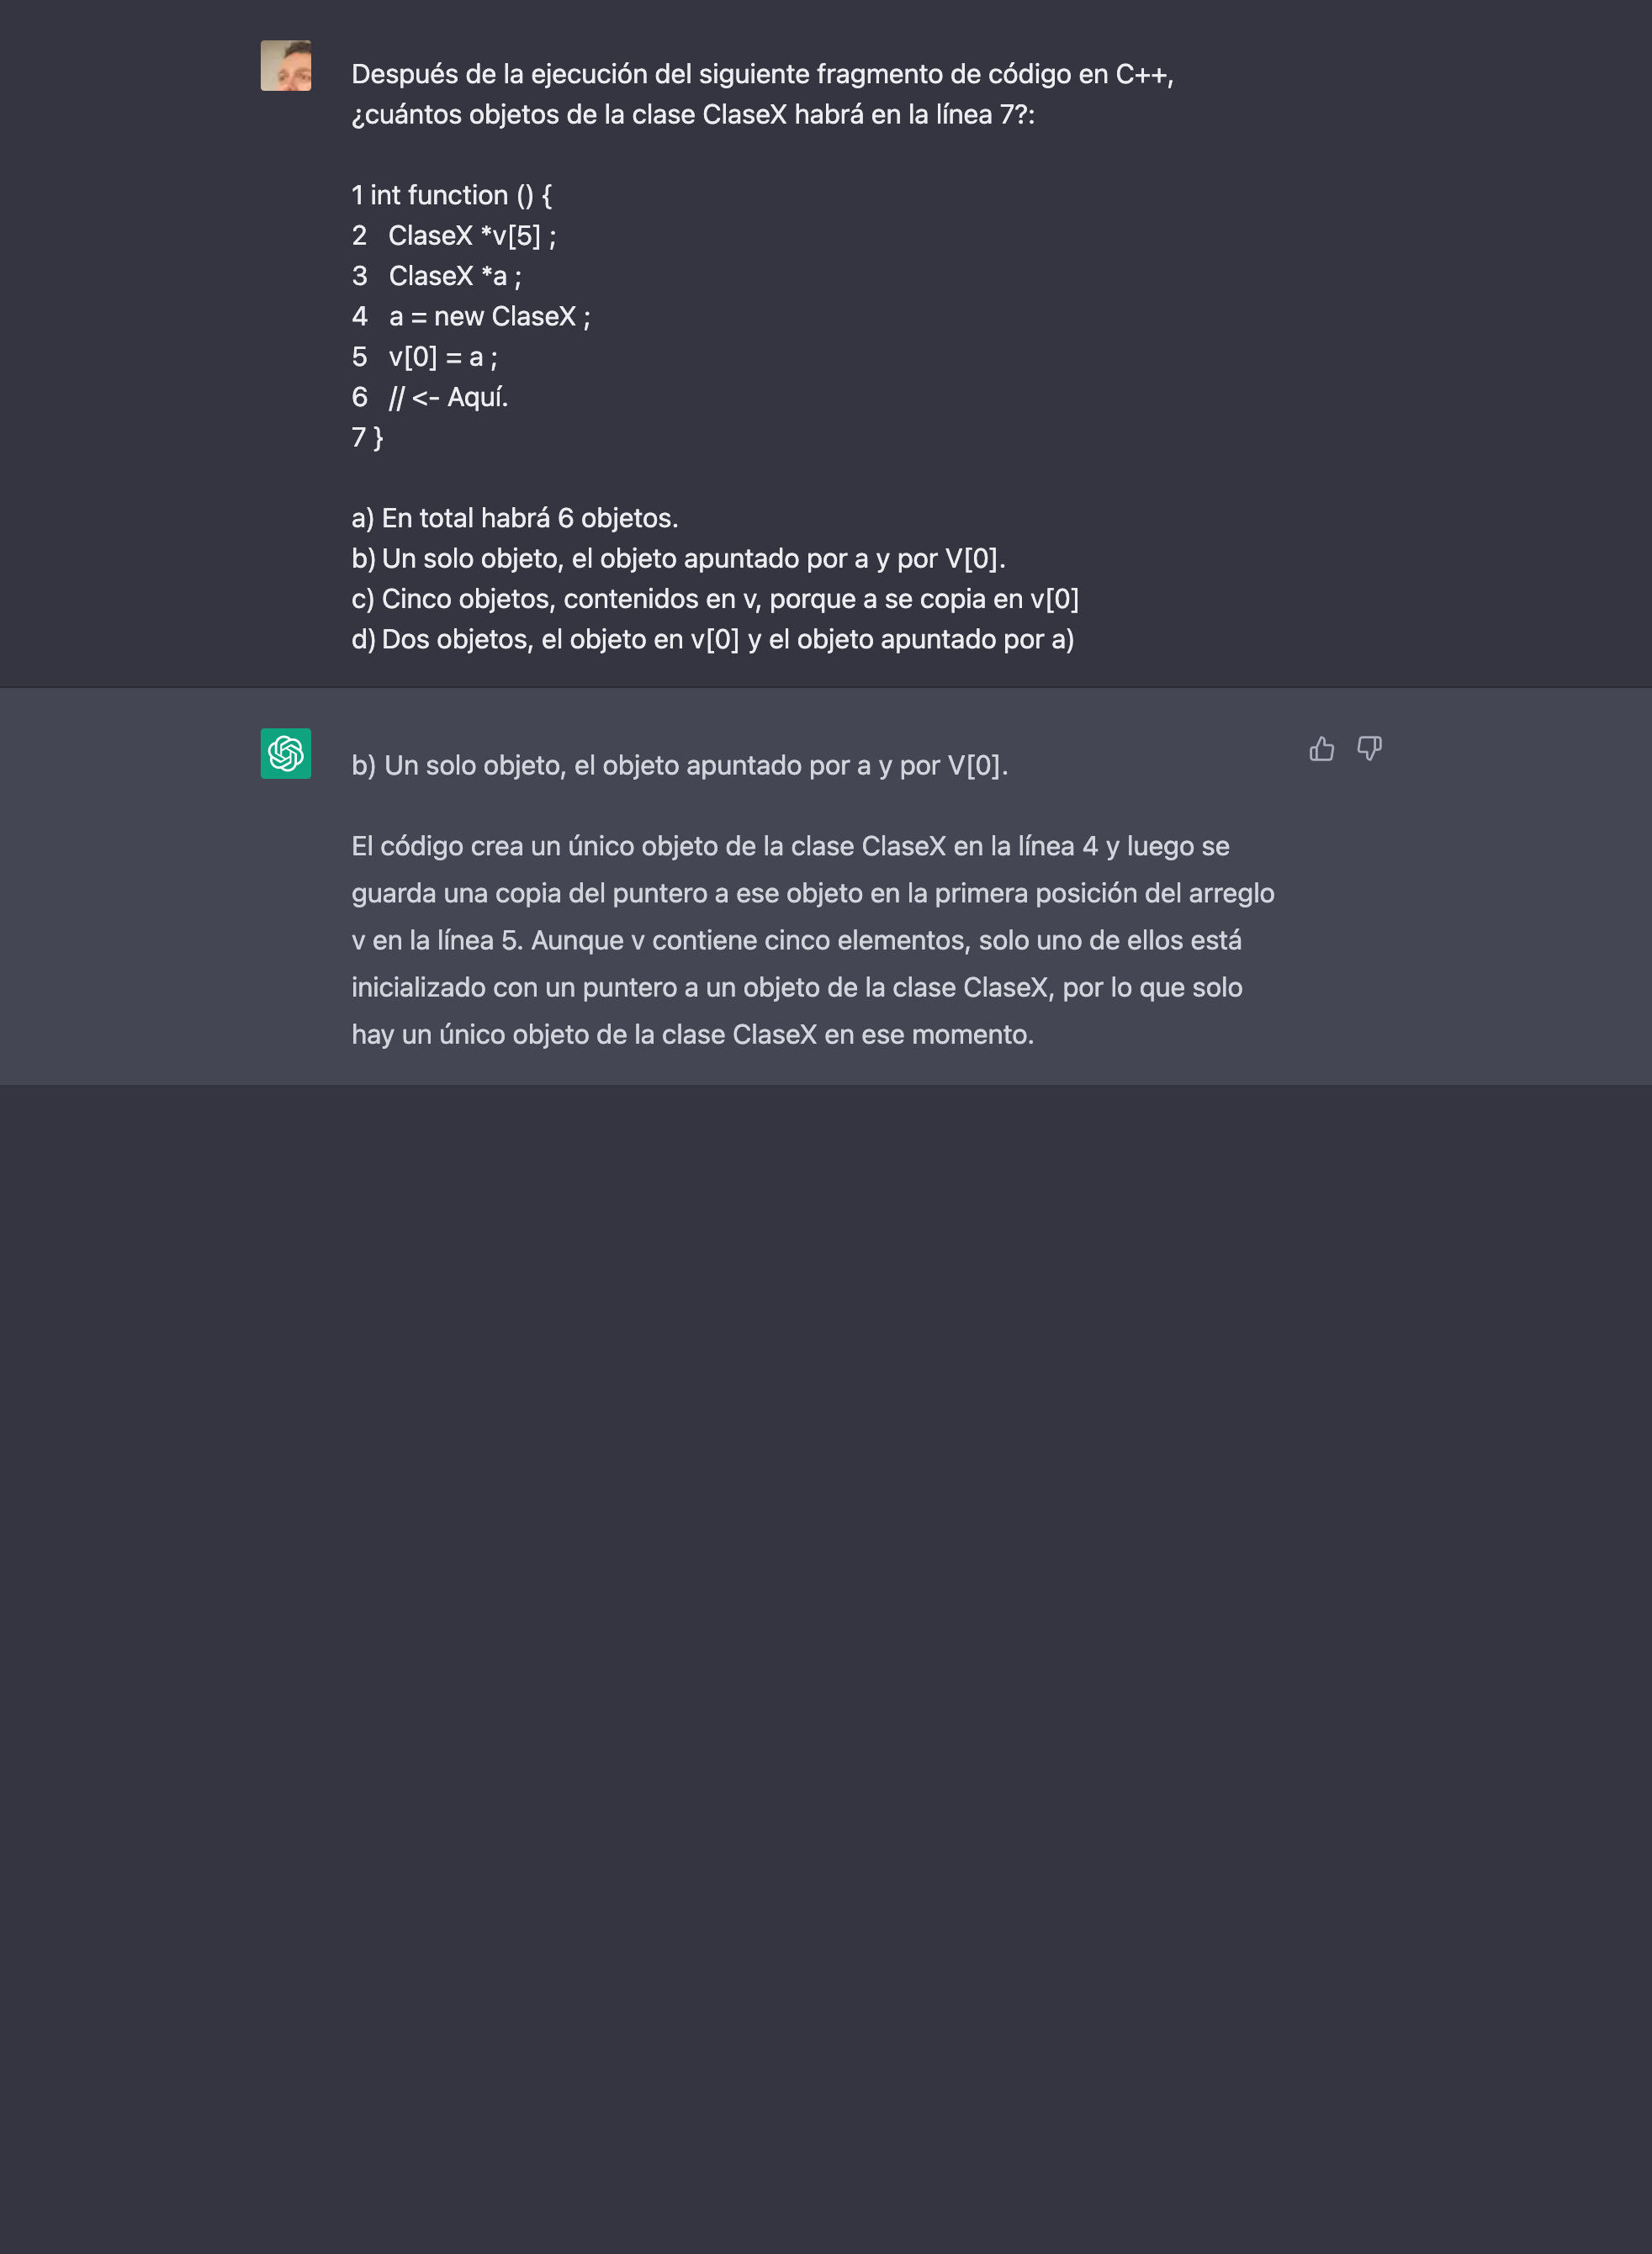 Después de la ejecución del siguiente fragmento de código en C++,
¿cuántos objetos de la clase ClaseX habrá en la línea 7?:
1 int function () {
2 ClaseX *v[5] ;
3 ClaseX *a ;
4 a = new ClaseX ;
5 v[0] = a ;
6 // <- Aquí.
7 }
a) En total habrá 6 objetos.
b) Un solo objeto, el objeto apuntado por a y por V[0].
c) Cinco objetos, contenidos en v, porque a se copia en v[0]
d) Dos objetos, el objeto en v[0] y el objeto apuntado por a)
b) Un solo objeto, el objeto apuntado por a y por V[0].
El código crea un único objeto de la clase ClaseX en la línea 4 y luego se
guarda una copia del puntero a ese objeto en la primera posición del arreglo
v en la línea 5. Aunque v contiene cinco elementos, solo uno de ellos está
inicializado con un puntero a un objeto de la clase ClaseX, por lo que solo
hay un único objeto de la clase ClaseX en ese momento.